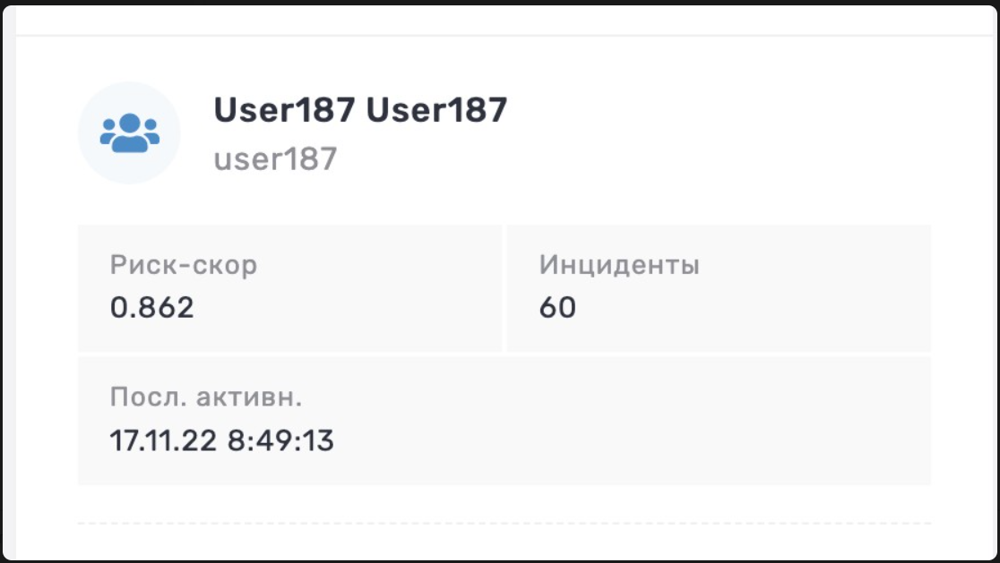 User187 User187
user187
Риск-скор
0.862
Инциденты
60
Посл. активн.
17.11.22 8:49:13